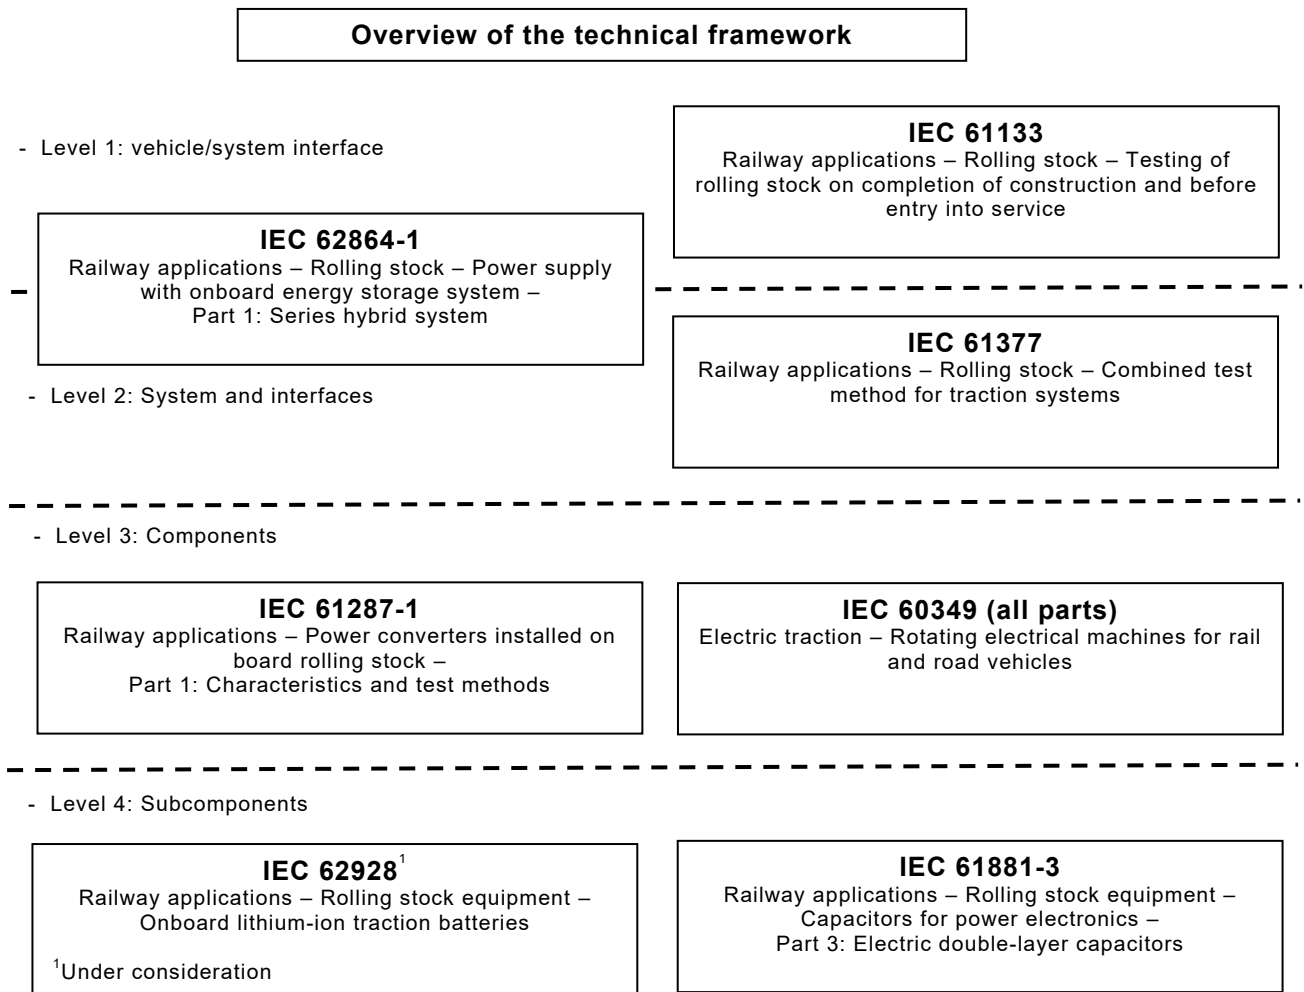 Overview of the technical framework
- Level 1: vehicle/system interface
IEC 61133
Railway applications – Rolling stock – Testing of
rolling stock on completion of construction and before
entry into service
IEC 62864-1
Railway applications – Rolling stock – Power supply
with onboard energy storage system –
Part 1: Series hybrid system
IEC 61377
Railway applications – Rolling stock – Combined test
method for traction systems
- Level 2: System and interfaces
- Level 3: Components
IEC 61287-1
Railway applications – Power converters installed on
board rolling stock –
Part 1: Characteristics and test methods
IEC 60349 (all parts)
Electric traction – Rotating electrical machines for rail
and road vehicles
- Level 4: Subcomponents
IEC 62928¹
Railway applications – Rolling stock equipment –
Onboard lithium-ion traction batteries
¹Under consideration
IEC 61881-3
Railway applications – Rolling stock equipment –
Capacitors for power electronics –
Part 3: Electric double-layer capacitors